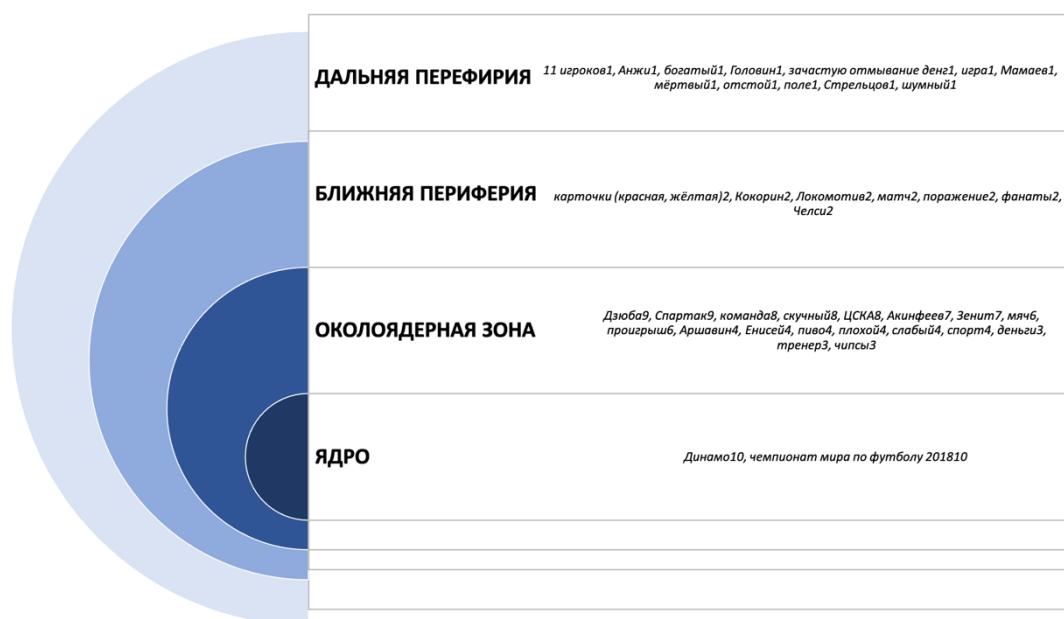 ДАЛЬНЯЯ ПЕРЕФИРИЯ
11 игроков1, Анжи1, богатый1, Головин1, зачастую отмывание денг1, игра1, Мамаев1,
мёртвый1, отстой1, поле1, Стрельцов1, шумный1
БЛИЖНЯЯ ПЕРИФЕРИЯ
карточки (красная, жёлтая)2, Кокорин2, Локомотив2, матч2, поражение2, фанаты2,
Челси2
ОКОЛОЯДЕРНАЯ ЗОНА
Дзюба9, Спартак9, команда8, скучный8, ЦСКА8, Акинфеев7, Зенит7, мяч6,
проигрыш6, Аршавин4, Енисей4, пиво4, плохой4, слабый4, спорт4, деньги3,
тренер3, чипсы3
ЯДРО
Динамо10, чемпионат мира по футболу 201810